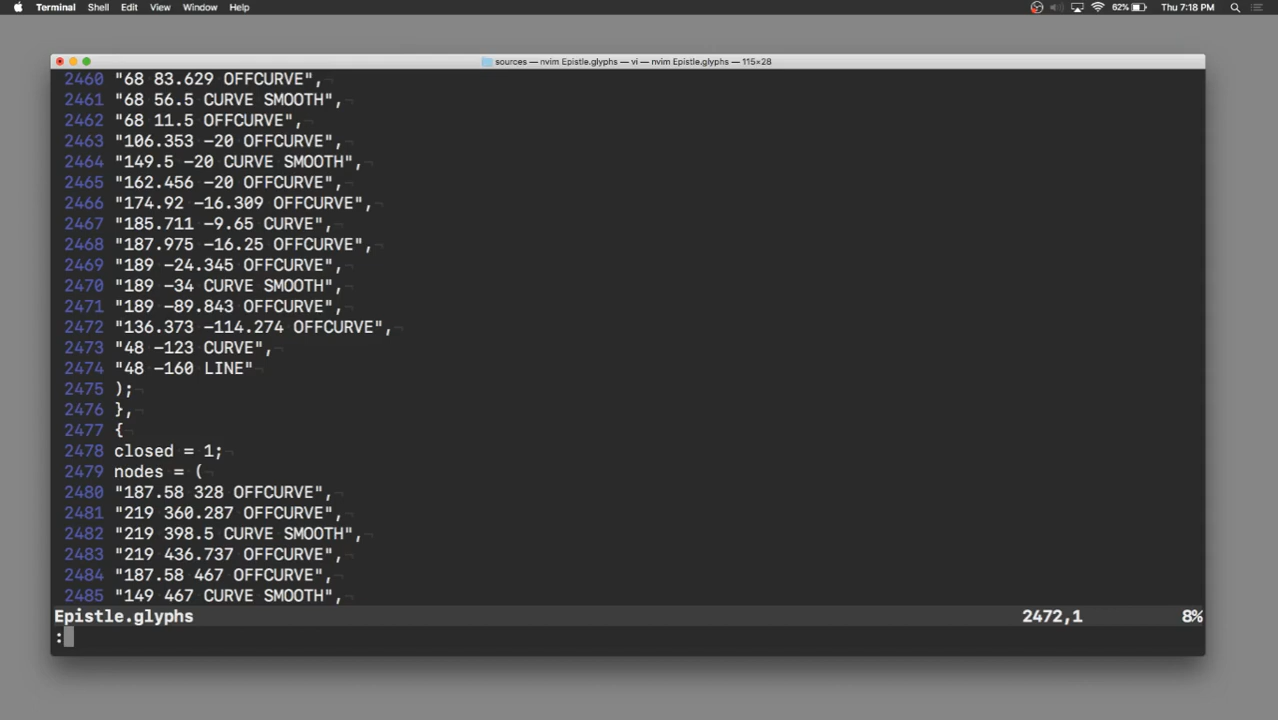 Terminal Shell Edit View Window Help 62% Thu 7:18 PM
sources — nvim Epistle.glyphs — vi — nvim Epistle.glyphs — 115×28
2460 "68 83.629 OFFCURVE",¬
2461 "68 56.5 CURVE SMOOTH",¬
2462 "68 11.5 OFFCURVE",¬
2463 "106.353 -20 OFFCURVE",¬
2464 "149.5 -20 CURVE SMOOTH",¬
2465 "162.456 -20 OFFCURVE",¬
2466 "174.92 -16.309 OFFCURVE",¬
2467 "185.711 -9.65 CURVE",¬
2468 "187.975 -16.25 OFFCURVE",¬
2469 "189 -24.345 OFFCURVE",¬
2470 "189 -34 CURVE SMOOTH",¬
2471 "189 -89.843 OFFCURVE",¬
2472 "136.373 -114.274 OFFCURVE",¬
2473 "48 -123 CURVE",¬
2474 "48 -160 LINE"¬
2475 );¬
2476 },¬
2477 {¬
2478 closed = 1;¬
2479 nodes = (¬
2480 "187.58 328 OFFCURVE",¬
2481 "219 360.287 OFFCURVE",¬
2482 "219 398.5 CURVE SMOOTH",¬
2483 "219 436.737 OFFCURVE",¬
2484 "187.58 467 OFFCURVE",¬
2485 "149 467 CURVE SMOOTH",¬
Epistle.glyphs 2472,1 8%
: